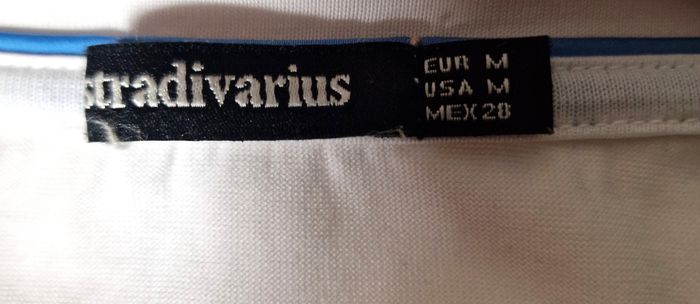 stradivarius
EUR M
USA M
MEX 28